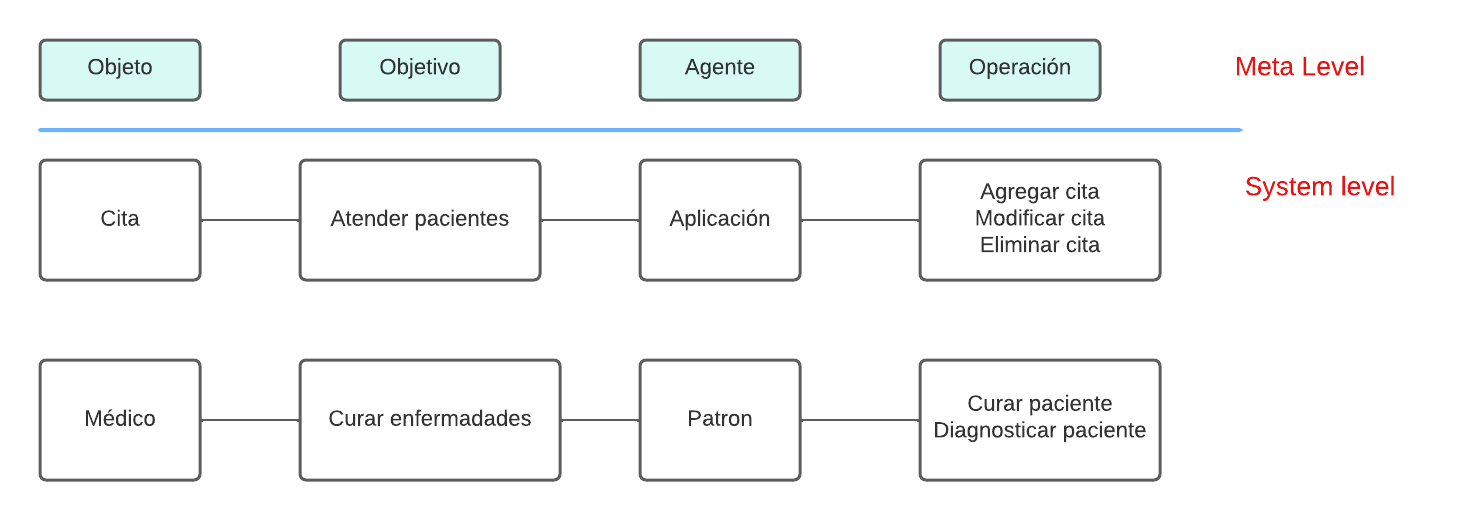 Objeto
Objetivo
Agente
Operación
Meta Level
System level
Cita
Atender pacientes
Aplicación
Agregar cita
Modificar cita
Eliminar cita
Médico
Curar enfermadades
Patron
Curar paciente
Diagnosticar paciente